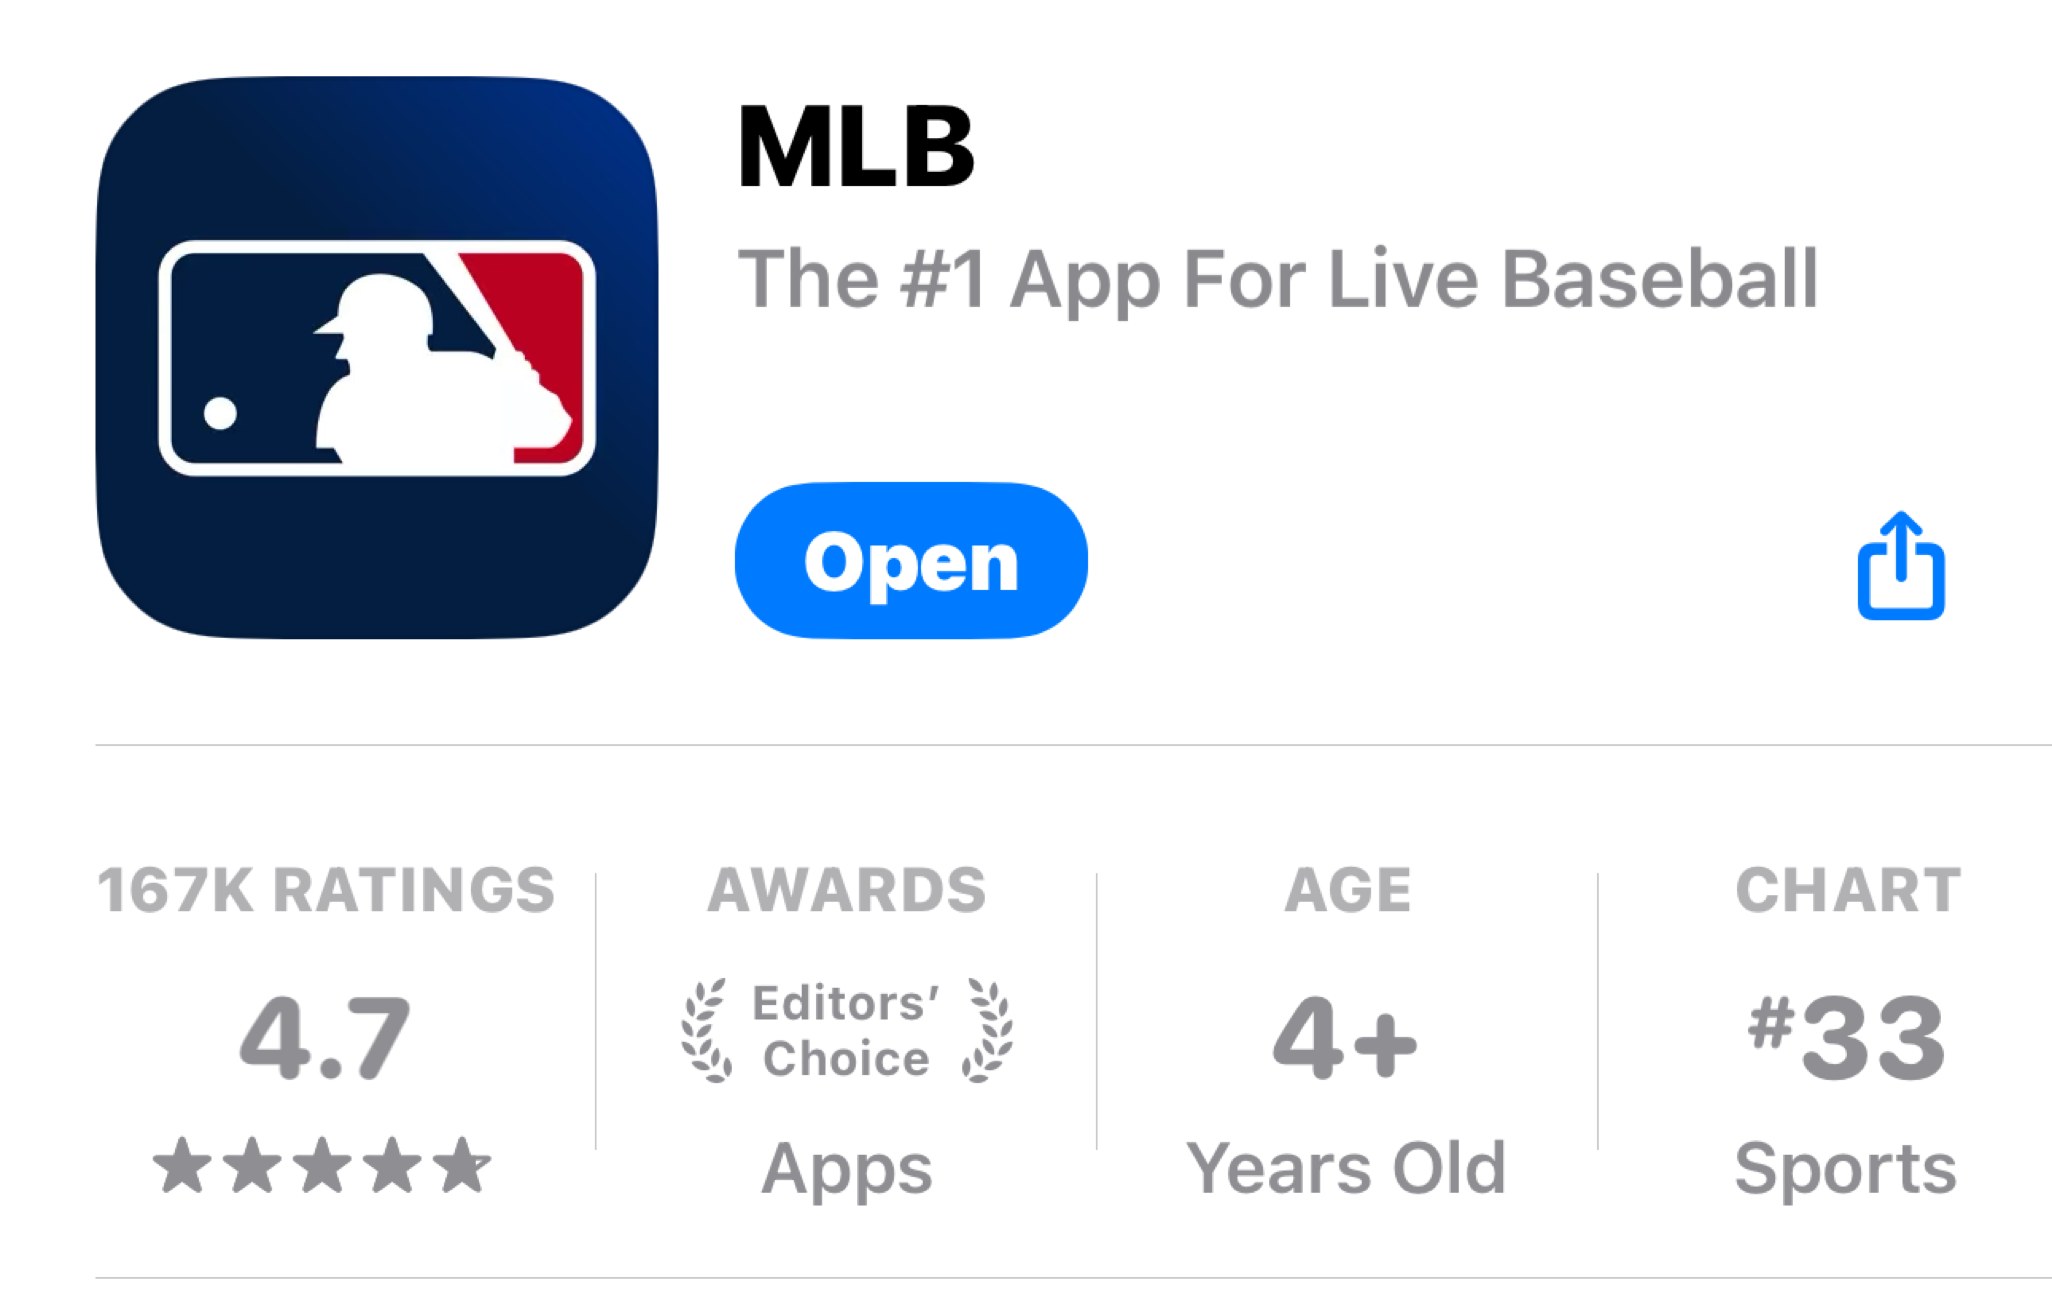 MLB
The #1 App For Live Baseball
Open
167K RATINGS
4.7
AWARDS
Editors’
Choice
Apps
AGE
4+
Years Old
CHART
#33
Sports